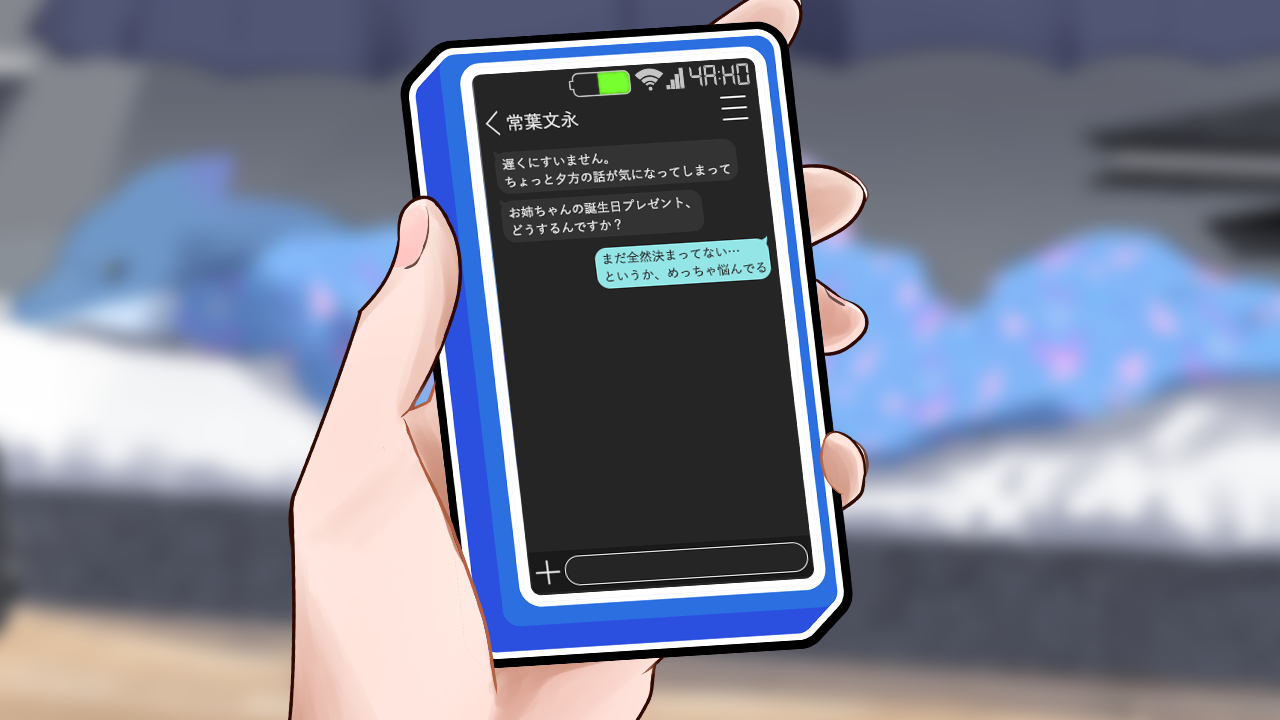 4A:HD
常葉文永
遅くにすいません。
ちょっと夕方の話が気になってしまって
お姉ちゃんの誕生日プレゼント、
どうするんですか？
まだ全然決まってない…
というか、めっちゃ悩んでる